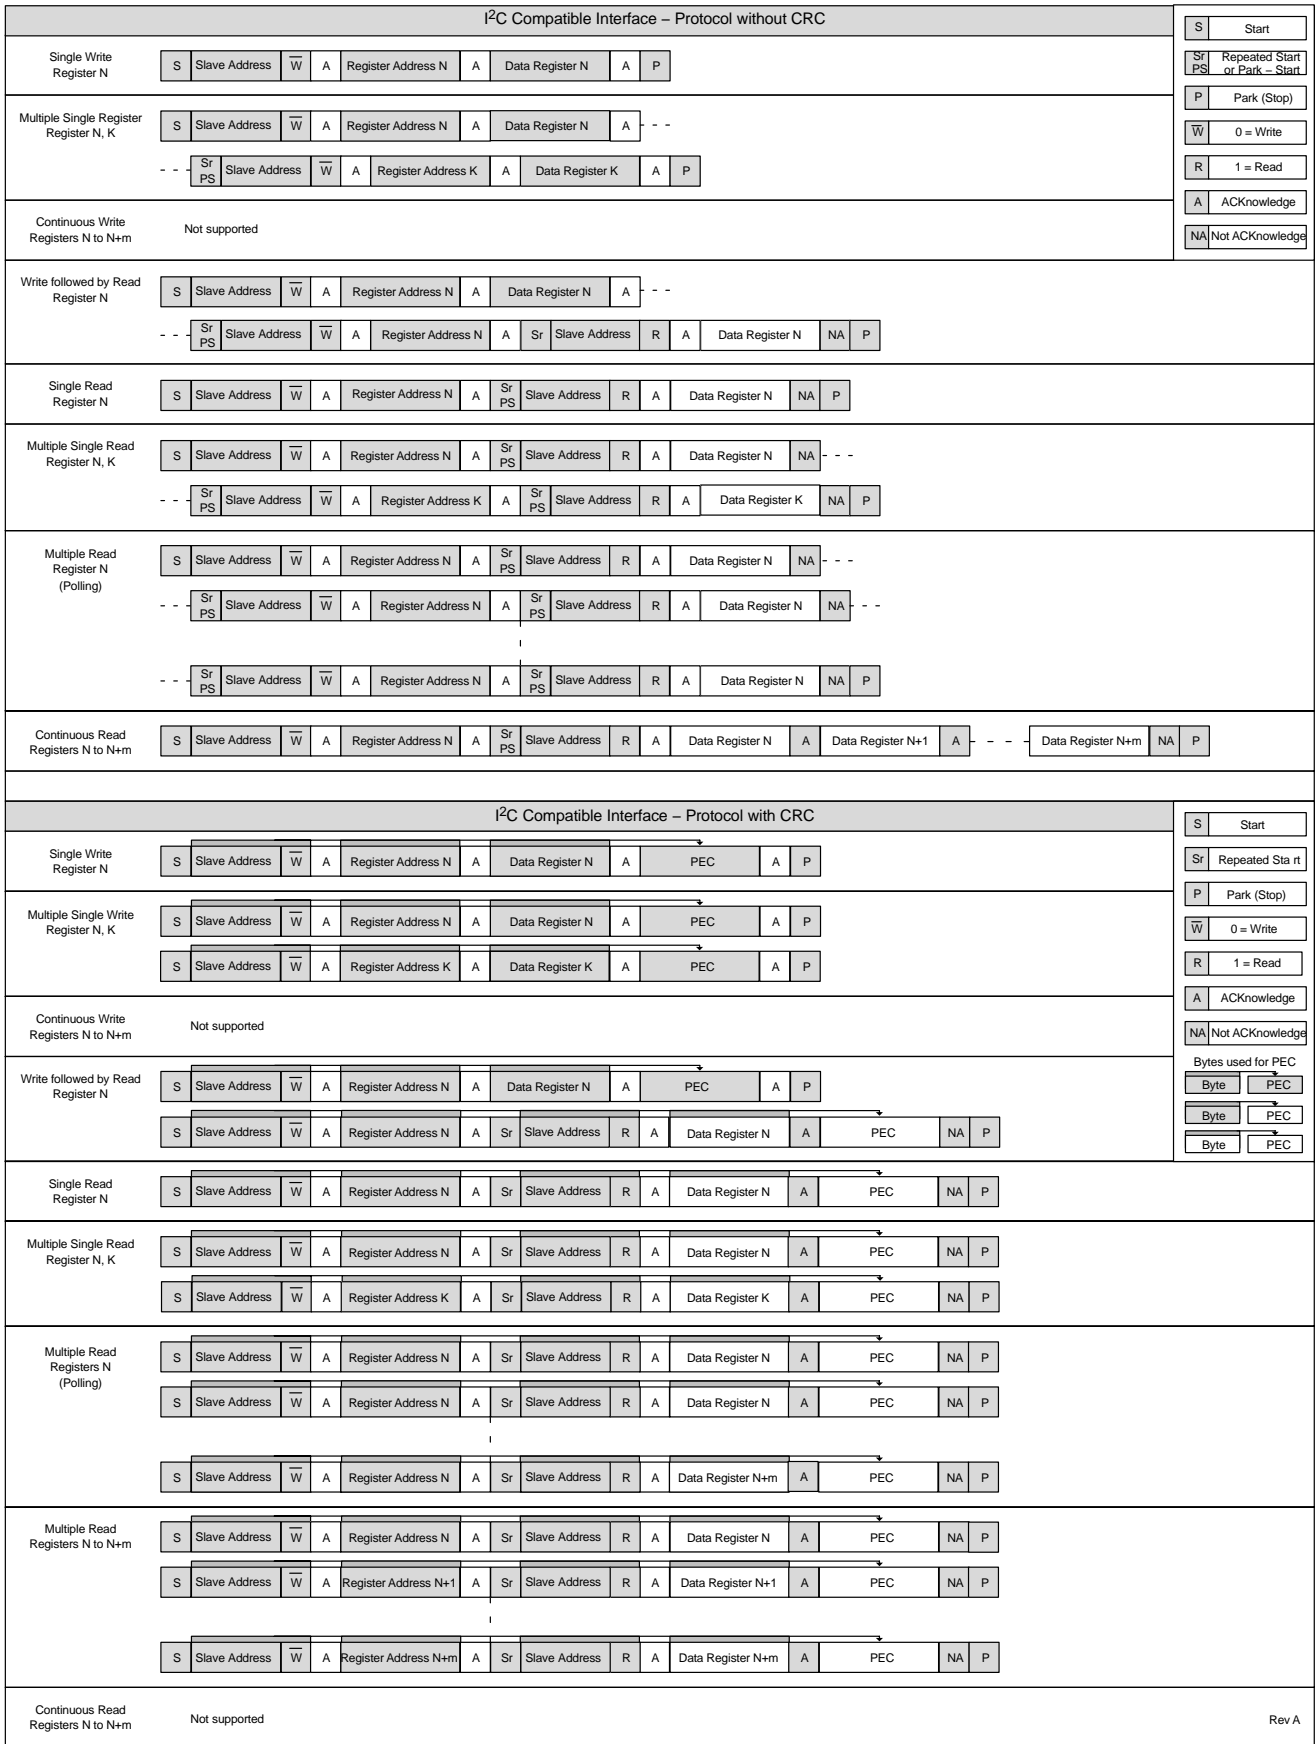 I2C Compatible Interface – Protocol without CRC
S Start
Sr PS Repeated Start or Park – Start
P Park (Stop)
W̅ 0 = Write
R 1 = Read
A ACKnowledge
NA Not ACKnowledge
Single Write
Register N
S Slave Address W̅ A Register Address N A Data Register N A P
Multiple Single Register
Register N, K
S Slave Address W̅ A Register Address N A Data Register N A
Sr PS Slave Address W̅ A Register Address K A Data Register K A P
Continuous Write
Registers N to N+m
Not supported
Write followed by Read
Register N
S Slave Address W̅ A Register Address N A Data Register N A
Sr PS Slave Address W̅ A Register Address N A Sr Slave Address R A Data Register N NA P
Single Read
Register N
S Slave Address W̅ A Register Address N A Sr PS Slave Address R A Data Register N NA P
Multiple Single Read
Register N, K
S Slave Address W̅ A Register Address N A Sr PS Slave Address R A Data Register N NA
Sr PS Slave Address W̅ A Register Address K A Sr PS Slave Address R A Data Register K NA P
Multiple Read
Register N
(Polling)
S Slave Address W̅ A Register Address N A Sr PS Slave Address R A Data Register N NA
Sr PS Slave Address W̅ A Register Address N A Sr PS Slave Address R A Data Register N NA
Sr PS Slave Address W̅ A Register Address N A Sr PS Slave Address R A Data Register N NA P
Continuous Read
Registers N to N+m
S Slave Address W̅ A Register Address N A Sr PS Slave Address R A Data Register N A Data Register N+1 A Data Register N+m NA P
I2C Compatible Interface – Protocol with CRC
S Start
Sr Repeated Sta rt
P Park (Stop)
W̅ 0 = Write
R 1 = Read
A ACKnowledge
NA Not ACKnowledge
Bytes used for PEC
Byte PEC
Byte PEC
Byte PEC
Single Write
Register N
S Slave Address W̅ A Register Address N A Data Register N A PEC A P
Multiple Single Write
Register N, K
S Slave Address W̅ A Register Address N A Data Register N A PEC A P
S Slave Address W̅ A Register Address K A Data Register K A PEC A P
Continuous Write
Registers N to N+m
Not supported
Write followed by Read
Register N
S Slave Address W̅ A Register Address N A Data Register N A PEC A P
S Slave Address W̅ A Register Address N A Sr Slave Address R A Data Register N A PEC NA P
Single Read
Register N
S Slave Address W̅ A Register Address N A Sr Slave Address R A Data Register N A PEC NA P
Multiple Single Read
Register N, K
S Slave Address W̅ A Register Address N A Sr Slave Address R A Data Register N A PEC NA P
S Slave Address W̅ A Register Address K A Sr Slave Address R A Data Register K A PEC NA P
Multiple Read
Registers N
(Polling)
S Slave Address W̅ A Register Address N A Sr Slave Address R A Data Register N A PEC NA P
S Slave Address W̅ A Register Address N A Sr Slave Address R A Data Register N A PEC NA P
S Slave Address W̅ A Register Address N A Sr Slave Address R A Data Register N+m A PEC NA P
Multiple Read
Registers N to N+m
S Slave Address W̅ A Register Address N A Sr Slave Address R A Data Register N A PEC NA P
S Slave Address W̅ A Register Address N+1 A Sr Slave Address R A Data Register N+1 A PEC NA P
S Slave Address W̅ A Register Address N+m A Sr Slave Address R A Data Register N+m A PEC NA P
Continuous Read
Registers N to N+m
Not supported
Rev A